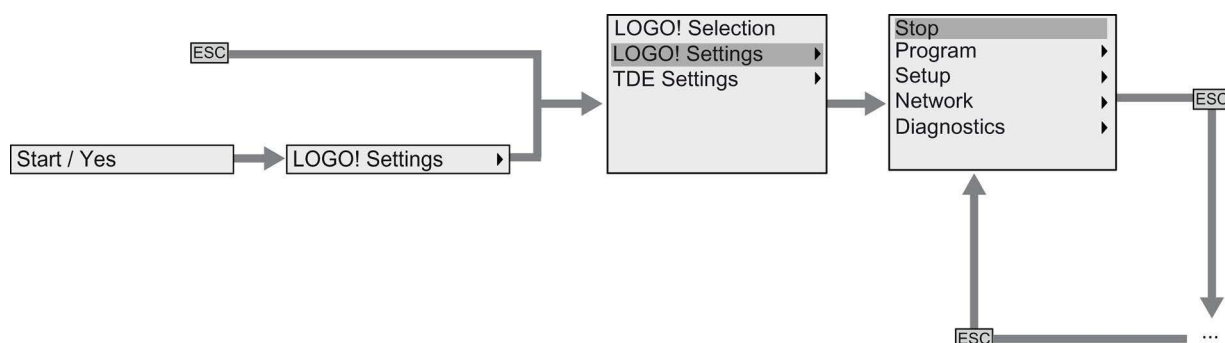 ESC
Start / Yes
LOGO! Settings
LOGO! Selection
LOGO! Settings
TDE Settings
Stop
Program
Setup
Network
Diagnostics
ESC
ESC
...